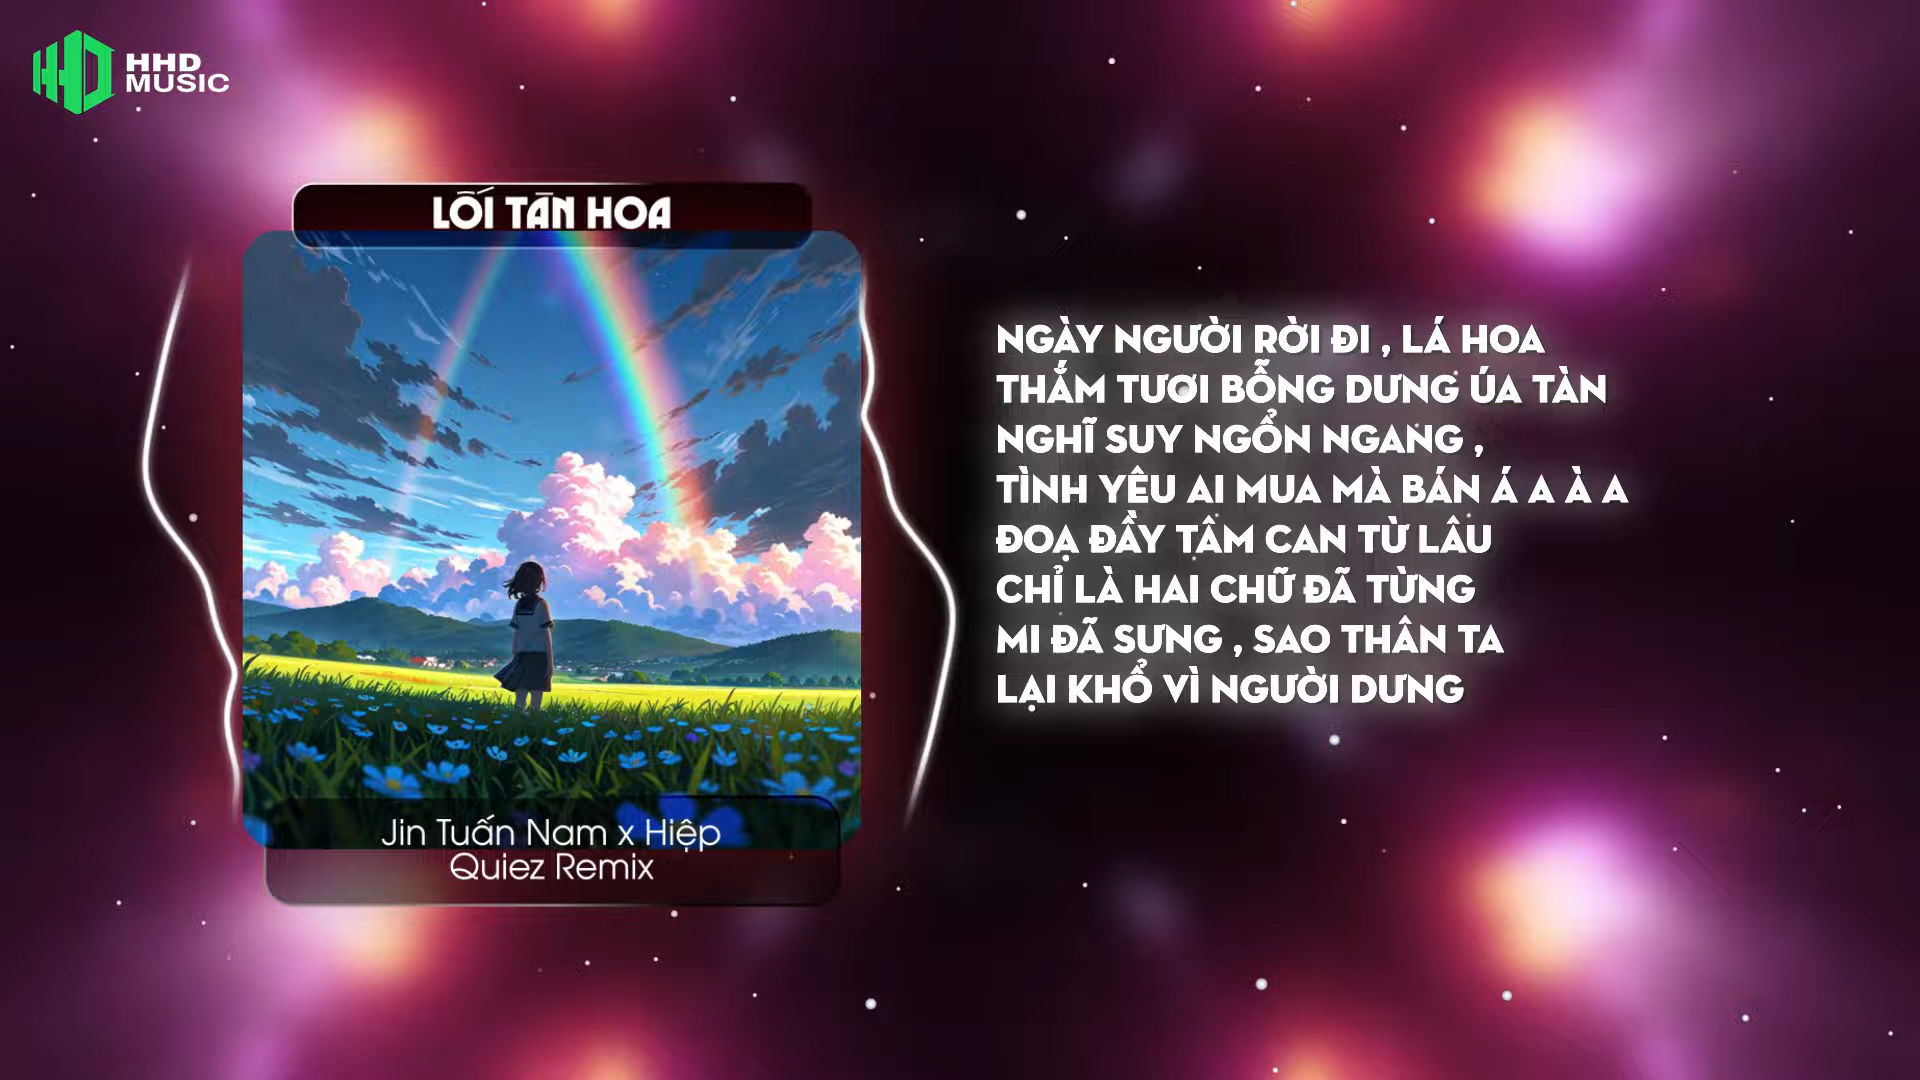 HHD
MUSIC
LỐI TÀN HOA
Jin Tuấn Nam x Hiệp
Quiez Remix
NGÀY NGƯỜI RỜI ĐI , LÁ HOA
THẮM TƯƠI BỖNG DƯNG ÚA TÀN
NGHĨ SUY NGỔN NGANG ,
TÌNH YÊU AI MUA MÀ BÁN Á A À A
ĐOẠ ĐẦY TÂM CAN TỪ LÂU
CHỈ LÀ HAI CHỮ ĐÃ TỪNG
MI ĐÃ SƯNG , SAO THÂN TA
LẠI KHỔ VÌ NGƯỜI DƯNG